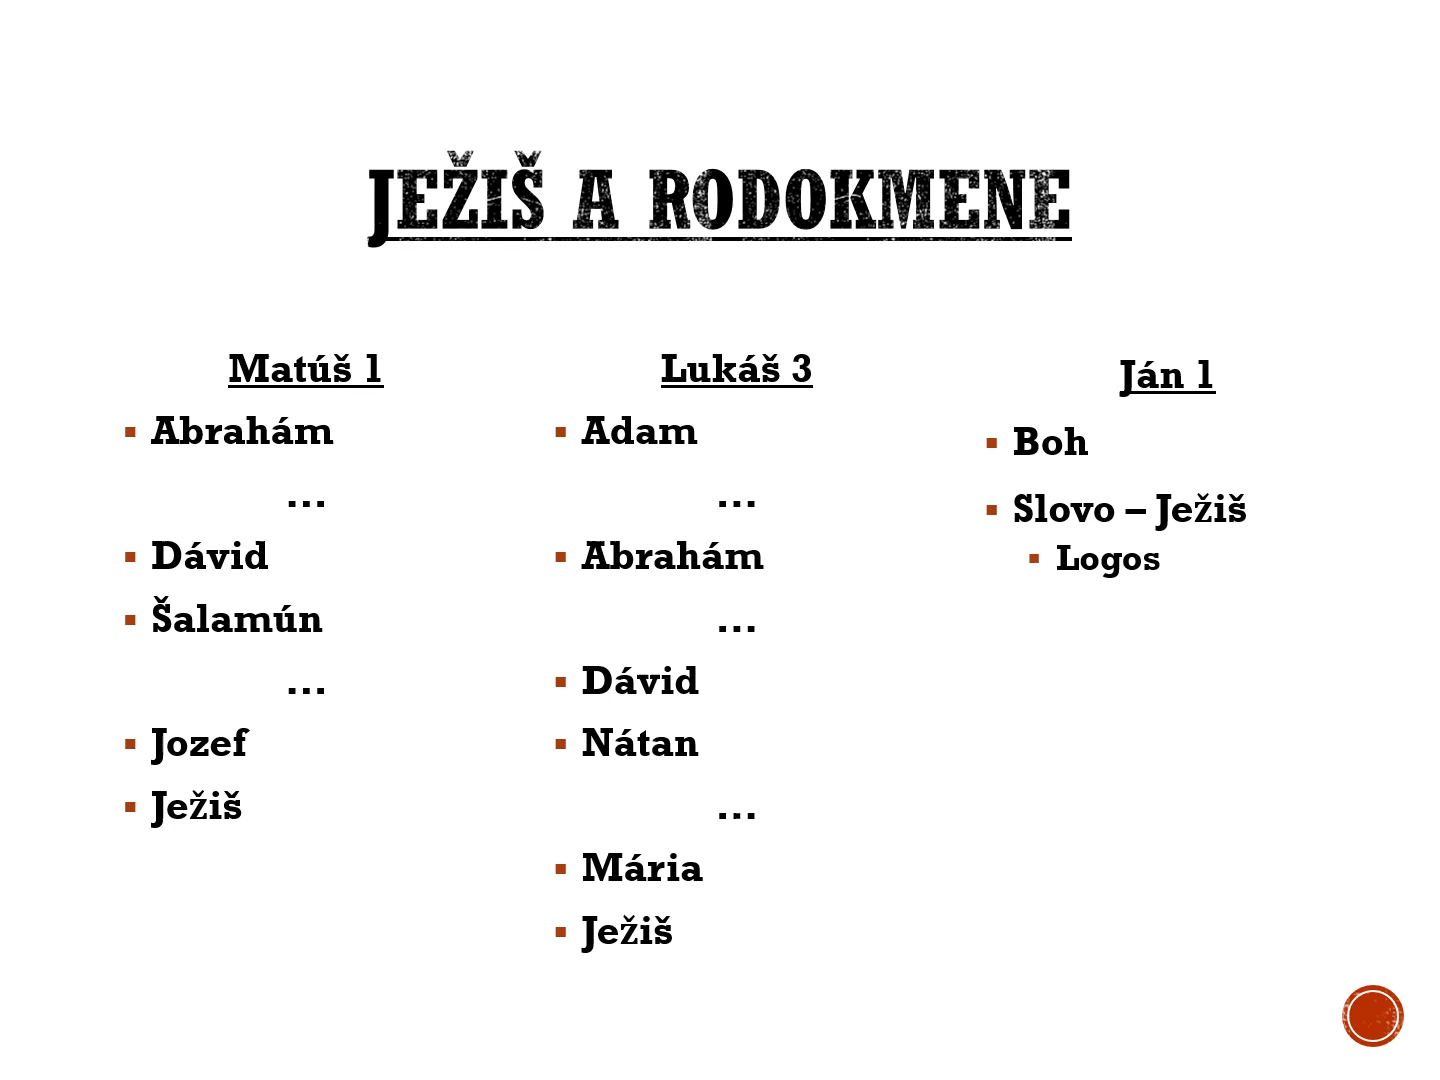 JEŽIŠ A RODOKMENE
Matúš 1
▪ Abrahám
...
▪ Dávid
▪ Šalamún
...
▪ Jozef
▪ Ježiš
Lukáš 3
▪ Adam
...
▪ Abrahám
...
▪ Dávid
▪ Nátan
...
▪ Mária
▪ Ježiš
Ján 1
▪ Boh
▪ Slovo – Ježiš
▪ Logos